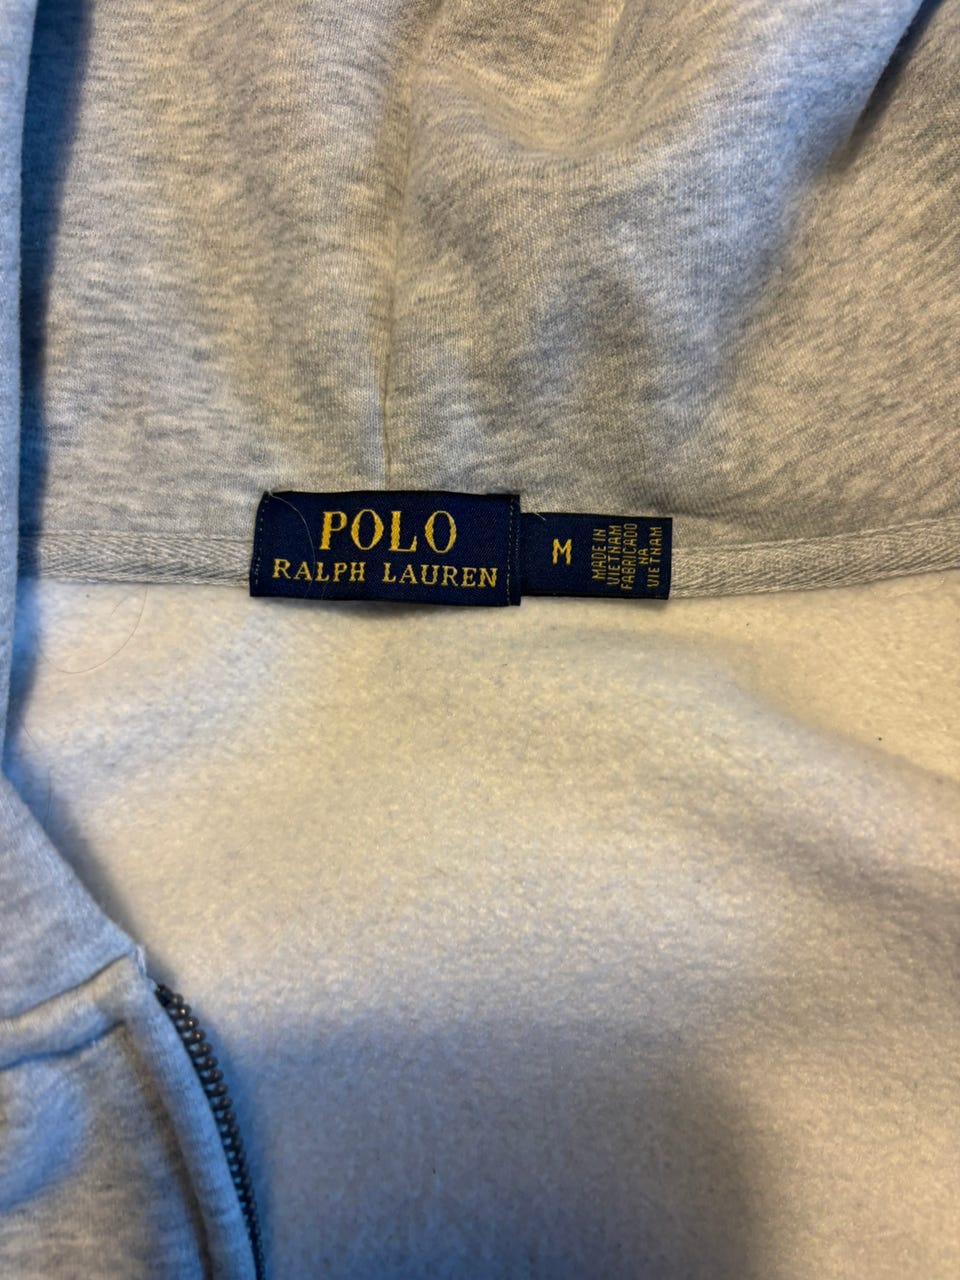 POLO
RALPH LAUREN
M
MADE IN
VIETNAM
FABRICADO
NA
VIETNAM